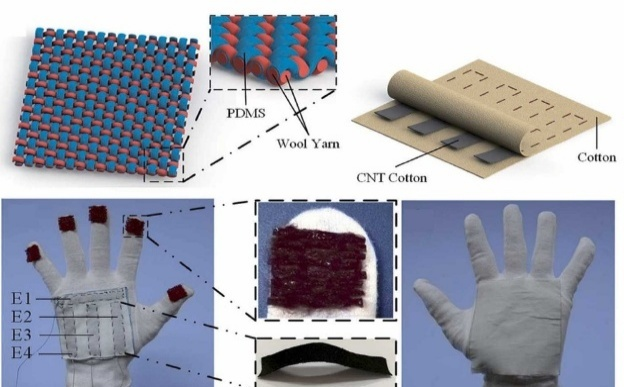 PDMS
Wool Yarn
CNT Cotton
Cotton
E1
E2
E3
E4